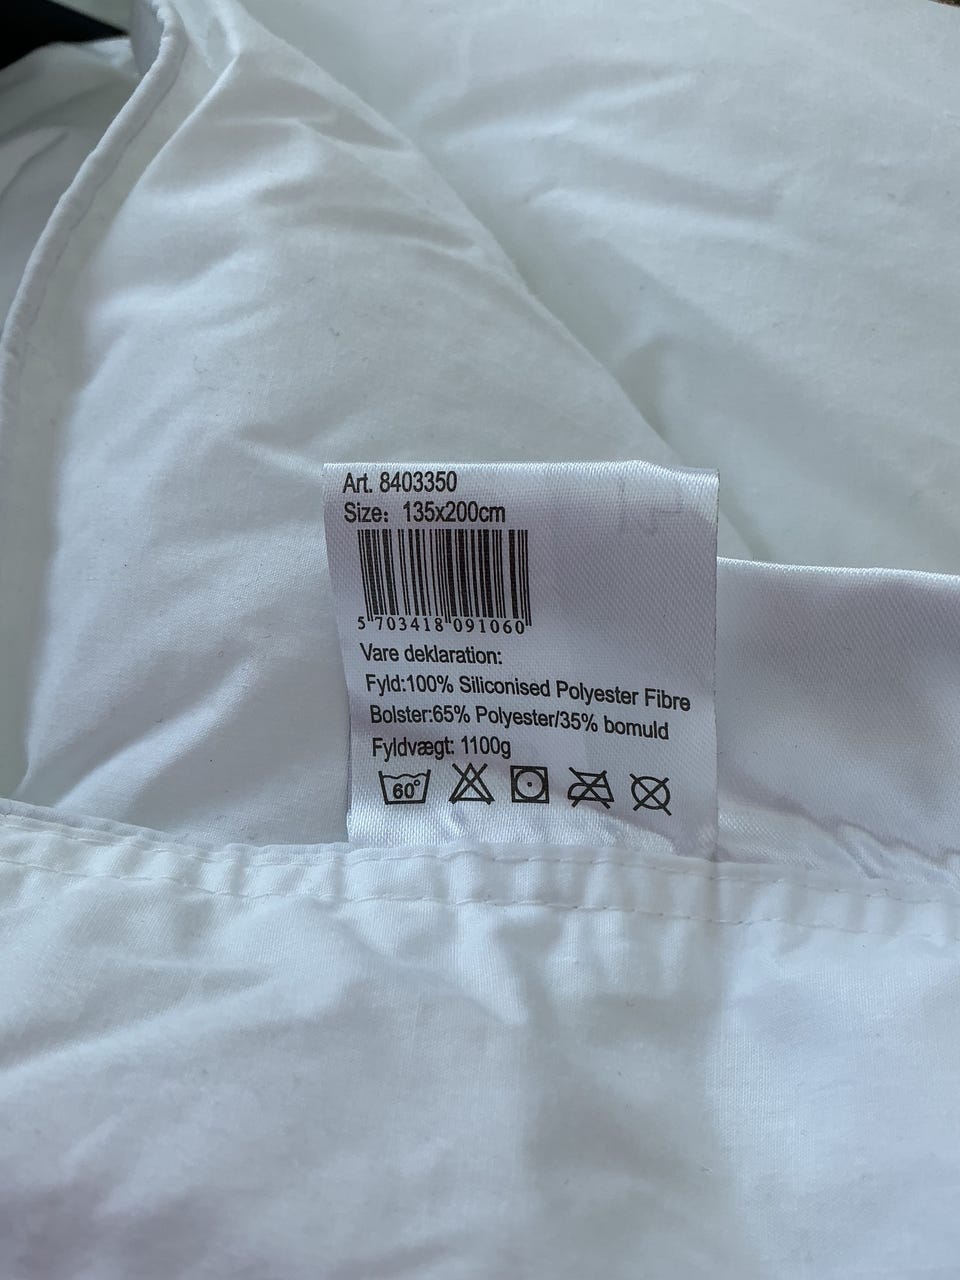 Art. 8403350
Size: 135x200cm
5 703418 091060
Vare deklaration:
Fyld:100% Siliconised Polyester Fibre
Bolster:65% Polyester/35% bomuld
Fyldvægt: 1100g
60°